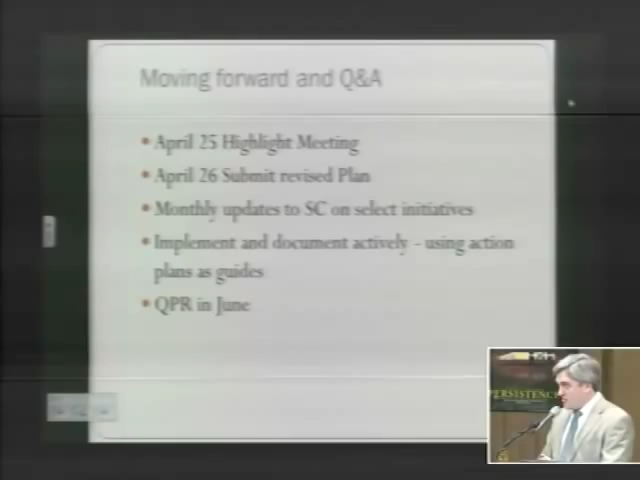 Moving forward and Q&A
• April 25 Highlight Meeting
• April 26 Submit revised Plan
• Monthly updates to SC on select initiatives
• Implement and document actively - using action
plans as guides
• QPR in June
PERSISTENC